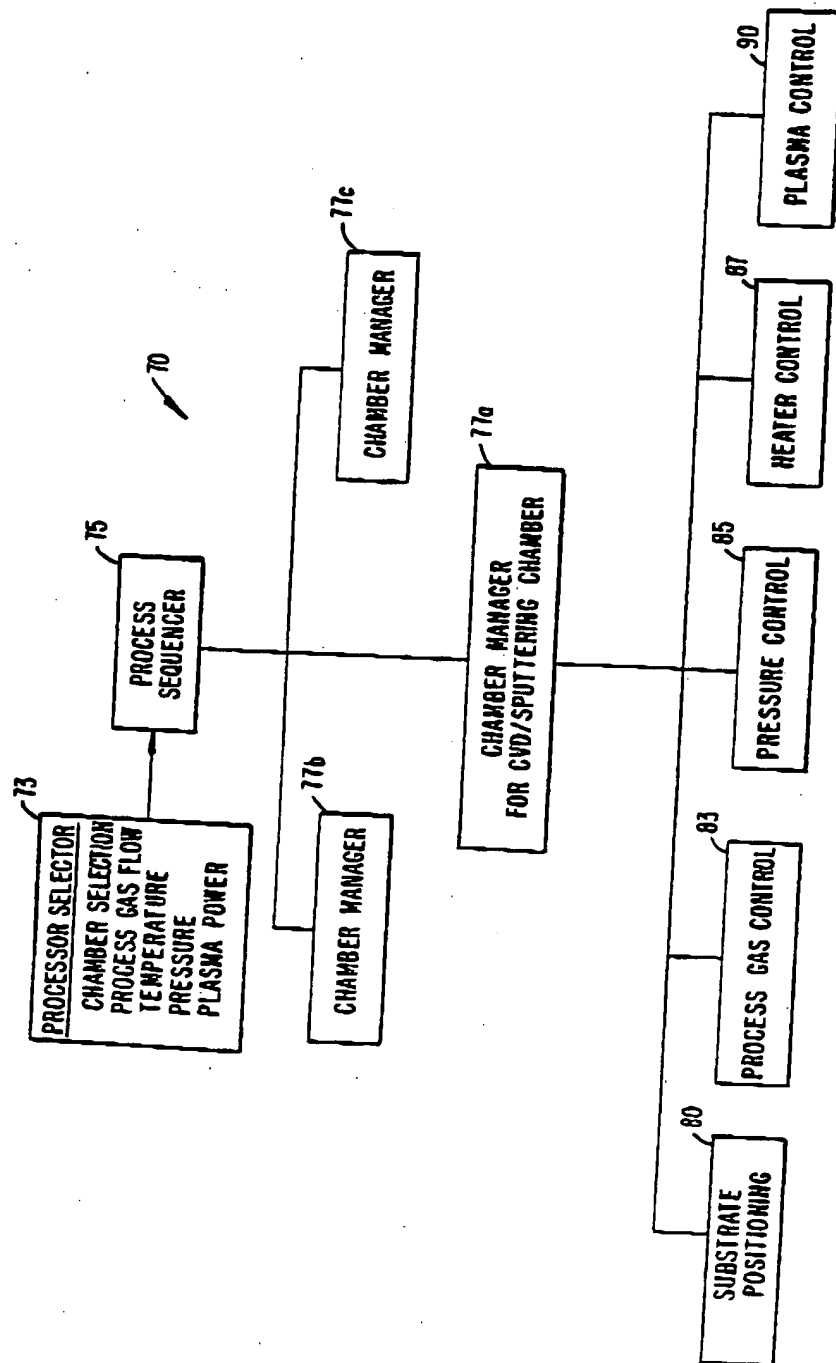 70
73
PROCESSOR SELECTOR
CHAMBER SELECTION
PROCESS GAS FLOW
TEMPERATURE
PRESSURE
PLASMA POWER
75
PROCESS
SEQUENCER
77b
CHAMBER MANAGER
77c
CHAMBER MANAGER
77a
CHAMBER MANAGER
FOR CVD/SPUTTERING CHAMBER
80
SUBSTRATE
POSITIONING
83
PROCESS GAS CONTROL
85
PRESSURE CONTROL
87
HEATER CONTROL
90
PLASMA CONTROL